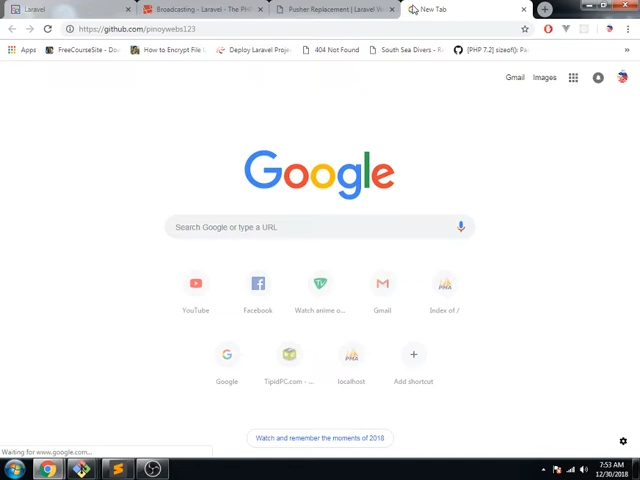 Laravel
Broadcasting - Laravel - The PH
Pusher Replacement | Laravel W
New Tab
https://github.com/pinoywebs123
Apps
FreeCourseSite - Do
How to Encrypt File U
Deploy Laravel Proje
404 Not Found
South Sea Divers - R
[PHP 7.2] sizeof(): Pa
Gmail
Images
Google
Search Google or type a URL
YouTube
Facebook
Watch anime o...
Gmail
Index of /
Google
TipidPC.com - ...
localhost
Add shortcut
Watch and remember the moments of 2018
Waiting for www.google.com...
7:53 AM
12/30/2018